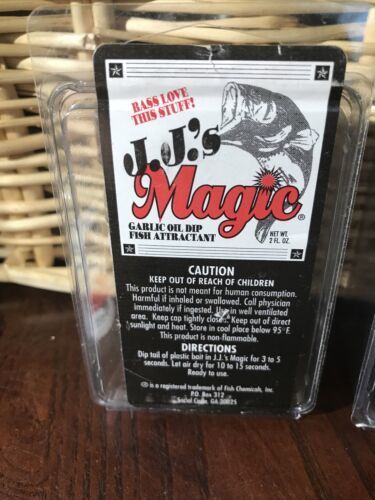 BASS LOVE
THIS STUFF!
J.J.'s
Magic®
GARLIC OIL DIP
FISH ATTRACTANT
NET WT.
2 FL. OZ.
CAUTION
KEEP OUT OF REACH OF CHILDREN
This product is not meant for human consumption.
Harmful if inhaled or swallowed. Call physician
immediately if ingested. Use in well ventilated
area. Keep cap tightly closed. Keep out of direct
sunlight and heat. Store in cool place below 95° F.
This product is non-flammable.
DIRECTIONS
Dip tail of plastic bait in J.J.'s Magic for 3 to 5
seconds. Let air dry for 10 to 15 seconds.
Ready to use.
® is a registered trademark of Fish Chemicals, Inc.
P.O. Box 312
Social Circle, GA 30025